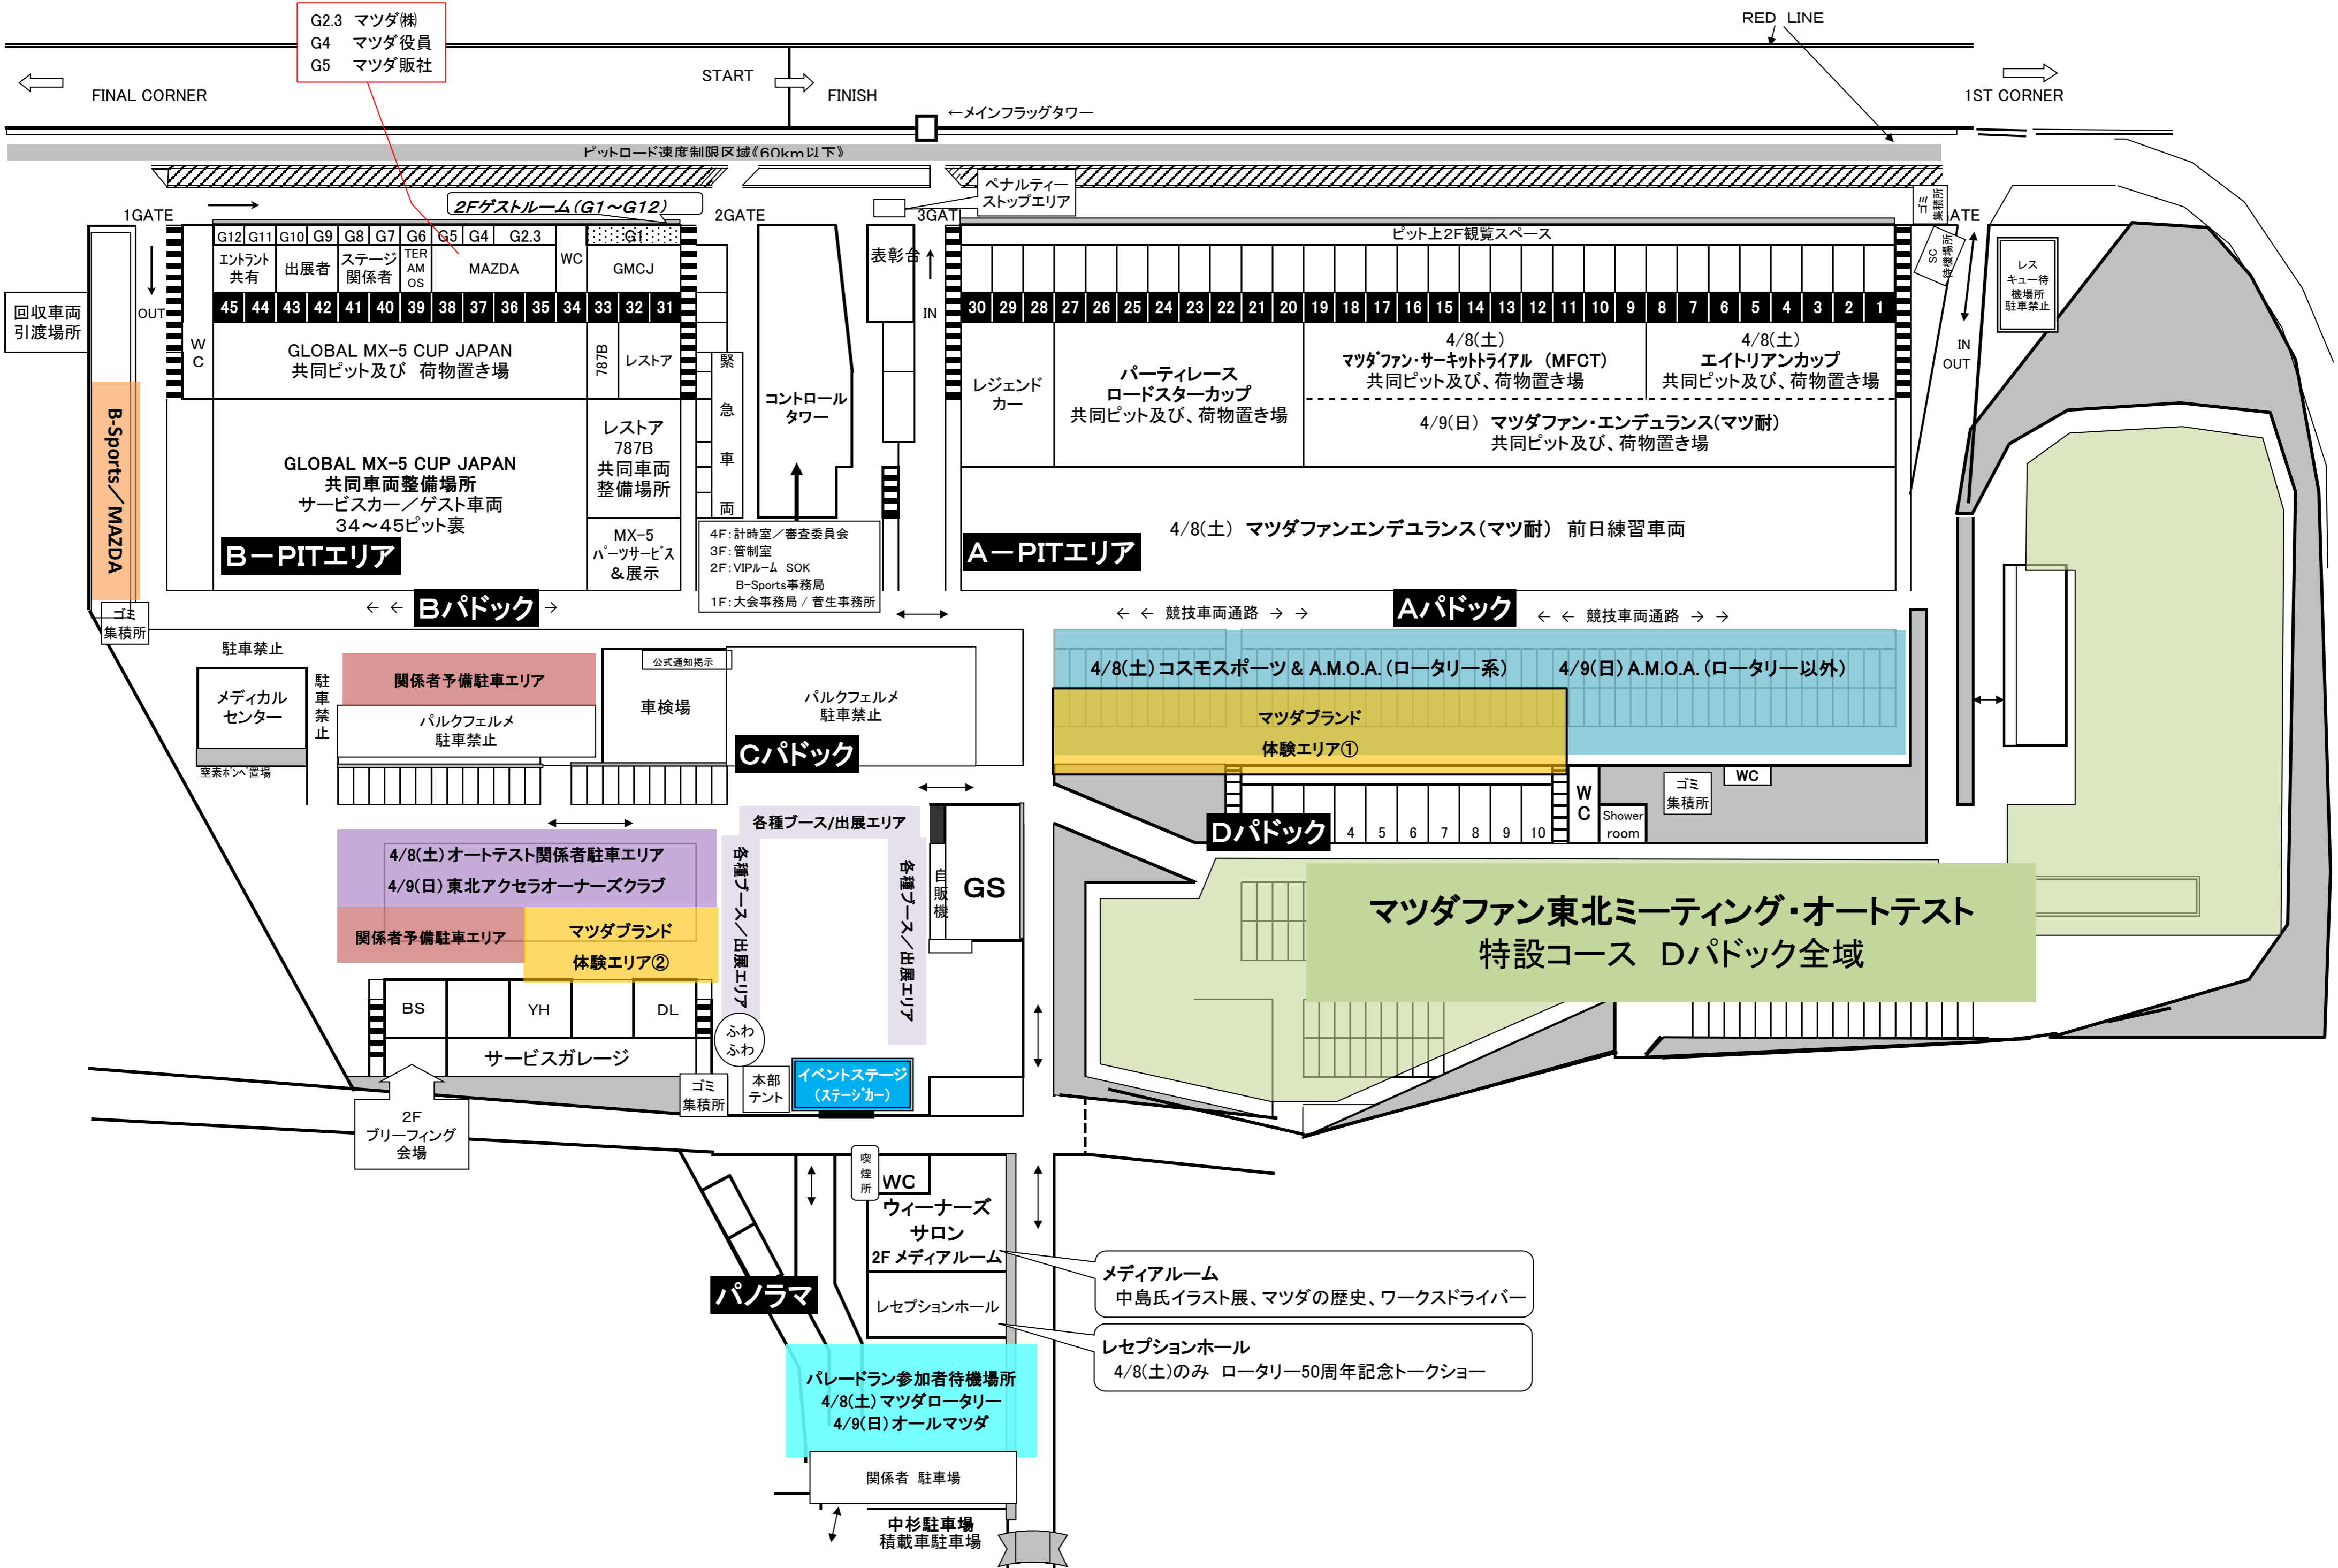 G2.3 マツダ㈱
G4 マツダ役員
G5 マツダ販社
RED LINE
START
FINISH
FINAL CORNER
1ST CORNER
←メインフラッグタワー
ピットロード速度制限区域《60km以下》
ペナルティー
ストップエリア
2Fゲストルーム(G1～G12)
1GATE
2GATE
3GAT
GATE
ゴミ
集積所
SC
待機場所
レス
キュー待
機場所
駐車禁止
G12 G11 G10 G9 G8 G7 G6 G5 G4 G2.3 G1
エントラント
共有
出展者
ステージ
関係者
TER
AM
OS
MAZDA
WC
GMCJ
表彰台
ピット上2F観覧スペース
45 44 43 42 41 40 39 38 37 36 35 34 33 32 31
30 29 28 27 26 25 24 23 22 21 20 19 18 17 16 15 14 13 12 11 10 9 8 7 6 5 4 3 2 1
回収車両
引渡場所
OUT
IN
IN
OUT
WC
GLOBAL MX-5 CUP JAPAN
共同ピット及び 荷物置き場
787B
レストア
緊急車両
コントロール
タワー
レジェンド
カー
パーティレース
ロードスターカップ
共同ピット及び、荷物置き場
4/8(土)
マツダファン・サーキットトライアル (MFCT)
共同ピット及び、荷物置き場
4/8(土)
エイトリアンカップ
共同ピット及び、荷物置き場
4/9(日) マツダファン・エンデュランス(マツ耐)
共同ピット及び、荷物置き場
B-Sports／MAZDA
GLOBAL MX-5 CUP JAPAN
共同車両整備場所
サービスカー／ゲスト車両
34～45ピット裏
レストア
787B
共同車両
整備場所
MX-5
パーツサービス
&展示
B－PITエリア
4F:計時室／審査委員会
3F:管制室
2F:VIPルーム SOK
B-Sports事務局
1F:大会事務局 / 菅生事務所
A－PITエリア
4/8(土) マツダファンエンデュランス(マツ耐) 前日練習車両
ゴミ
集積所
← ← Bパドック →
← ← 競技車両通路 → →
Aパドック
← ← 競技車両通路 → →
駐車禁止
メディカル
センター
駐車禁止
窒素ボンベ置場
関係者予備駐車エリア
パルクフェルメ
駐車禁止
公式通知掲示
車検場
パルクフェルメ
駐車禁止
Cパドック
4/8(土)コスモスポーツ & A.M.O.A.(ロータリー系)
4/9(日)A.M.O.A.(ロータリー以外)
マツダブランド
体験エリア①
Dパドック
4 5 6 7 8 9 10
WC
Shower
room
ゴミ
集積所
WC
4/8(土)オートテスト関係者駐車エリア
4/9(日)東北アクセラオーナーズクラブ
関係者予備駐車エリア
マツダブランド
体験エリア②
各種ブース/出展エリア
各種ブース／出展エリア
各種ブース／出展エリア
自販機
GS
マツダファン東北ミーティング・オートテスト
特設コース Dパドック全域
BS
YH
DL
サービスガレージ
ふわ
ふわ
ゴミ
集積所
本部
テント
イベントステージ
(ステージカー)
2F
ブリーフィング
会場
喫煙所
WC
ウィーナーズ
サロン
2F メディアルーム
レセプションホール
パノラマ
メディアルーム
中島氏イラスト展、マツダの歴史、ワークスドライバー
レセプションホール
4/8(土)のみ ロータリー50周年記念トークショー
パレードラン参加者待機場所
4/8(土)マツダロータリー
4/9(日)オールマツダ
関係者 駐車場
中杉駐車場
積載車駐車場